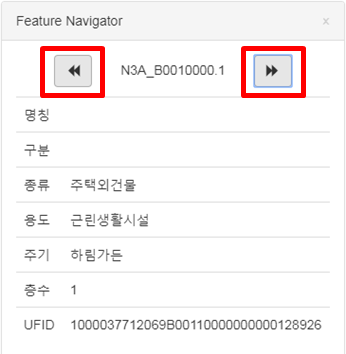 Feature Navigator ×
N3A_B0010000.1
명칭
구분
종류 주택외건물
용도 근린생활시설
주기 하림가든
층수 1
UFID 1000037712069B00110000000000128926